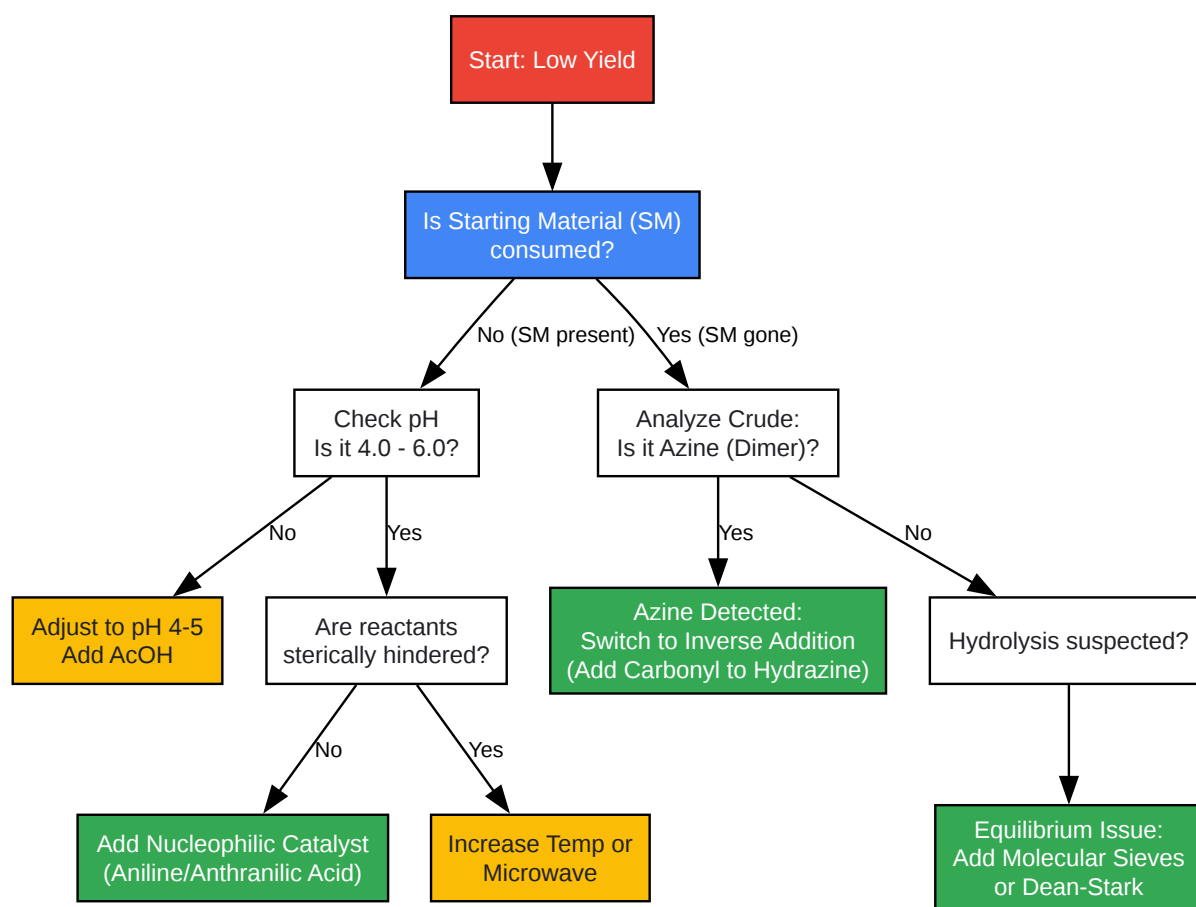 Start: Low Yield
Is Starting Material (SM)
consumed?
No (SM present)
Yes (SM gone)
Check pH
Is it 4.0 - 6.0?
Analyze Crude:
Is it Azine (Dimer)?
No
Yes
Yes
No
Adjust to pH 4-5
Add AcOH
Are reactants
sterically hindered?
Azine Detected:
Switch to Inverse Addition
(Add Carbonyl to Hydrazine)
Hydrolysis suspected?
No
Yes
Add Nucleophilic Catalyst
(Aniline/Anthranilic Acid)
Increase Temp or
Microwave
Equilibrium Issue:
Add Molecular Sieves
or Dean-Stark